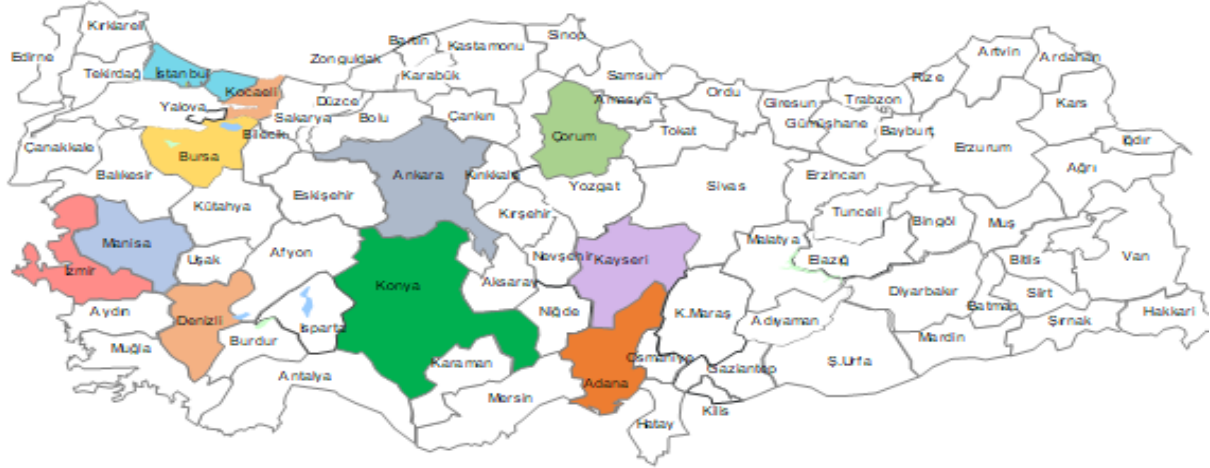 Kırklareli
Edirne
Tekirdağ
İstanbul
Kocaeli
Yalova
Zonguldak
Bartın
Kastamonu
Karabük
Sinop
Samsun
Amasya
Ordu
Giresun
Trabzon
Rize
Artvin
Ardahan
Kars
Iğdır
Ağrı
Erzurum
Bayburt
Gümüşhane
Tokat
Çorum
Çankırı
Düzce
Bolu
Sakarya
Bilecik
Bursa
Çanakkale
Balıkesir
Kütahya
Eskişehir
Ankara
Kırıkkale
Yozgat
Sivas
Erzincan
Tunceli
Bingöl
Muş
Van
Bitlis
Elazığ
Malatya
Kayseri
Nevşehir
Kırşehir
Aksaray
Konya
Afyon
Uşak
Manisa
İzmir
Aydın
Denizli
Isparta
Burdur
Muğla
Antalya
Karaman
Niğde
Mersin
Adana
Osmaniye
K.Maraş
Adıyaman
Gaziantep
Kilis
Hatay
Ş.Urfa
Diyarbakır
Mardin
Batman
Siirt
Şırnak
Hakkari